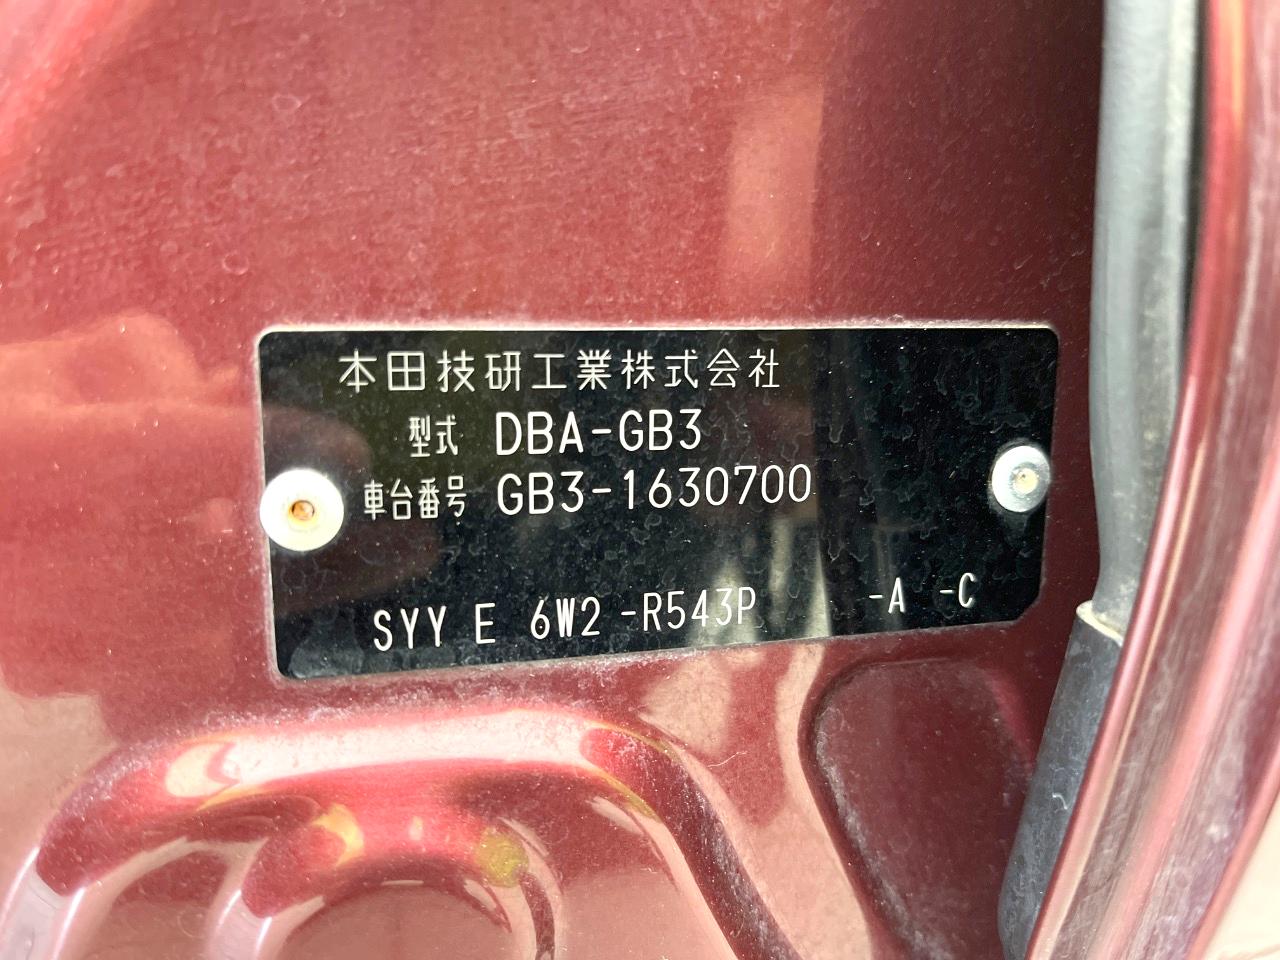 本田技研工業株式会社
型式 DBA-GB3
車台番号 GB3-1630700
SYY E 6W2 -R543P -A -C